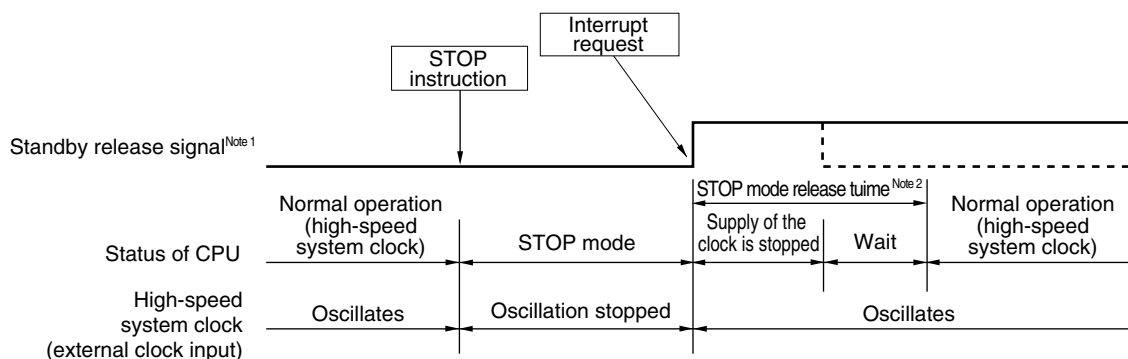 Interrupt
request
STOP
instruction
Standby release signal Note 1
STOP mode release tuime Note 2
Normal operation
(high-speed
system clock)
Supply of the
clock is stopped
Normal operation
(high-speed
system clock)
Status of CPU
STOP mode
Wait
High-speed
system clock
(external clock input)
Oscillates
Oscillation stopped
Oscillates